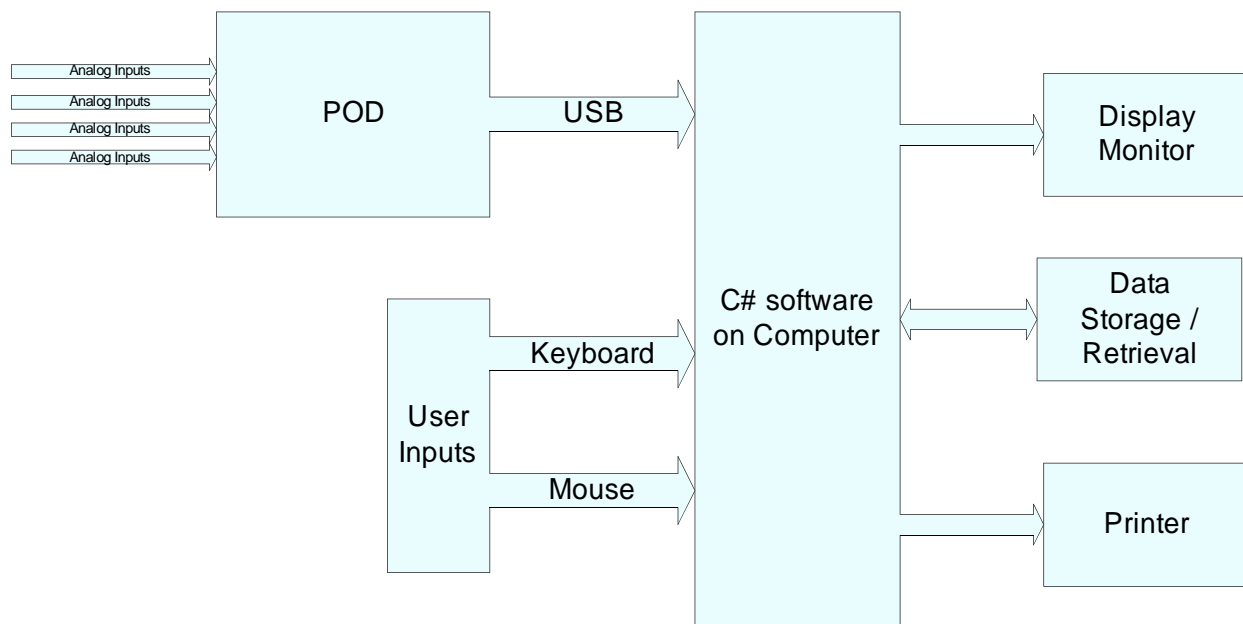 Analog Inputs
Analog Inputs
Analog Inputs
Analog Inputs
POD
USB
Display
Monitor
C# software
on Computer
Data
Storage /
Retrieval
User
Inputs
Keyboard
Mouse
Printer